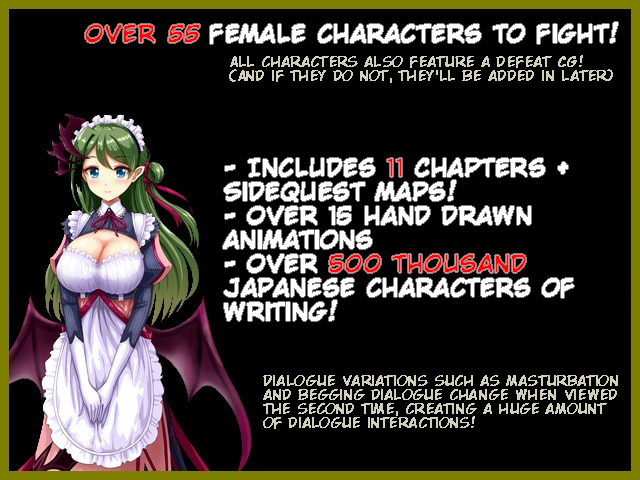 OVER 55 FEMALE CHARACTERS TO FIGHT!
ALL CHARACTERS ALSO FEATURE A DEFEAT CG!
(AND IF THEY DO NOT, THEY'LL BE ADDED IN LATER)
- INCLUDES 11 CHAPTERS +
SIDEQUEST MAPS!
- OVER 15 HAND DRAWN
ANIMATIONS
- OVER 500 THOUSAND
JAPANESE CHARACTERS OF
WRITING!
DIALOGUE VARIATIONS SUCH AS MASTURBATION
AND BEGGING DIALOGUE CHANGE WHEN VIEWED
THE SECOND TIME, CREATING A HUGE AMOUNT
OF DIALOGUE INTERACTIONS!